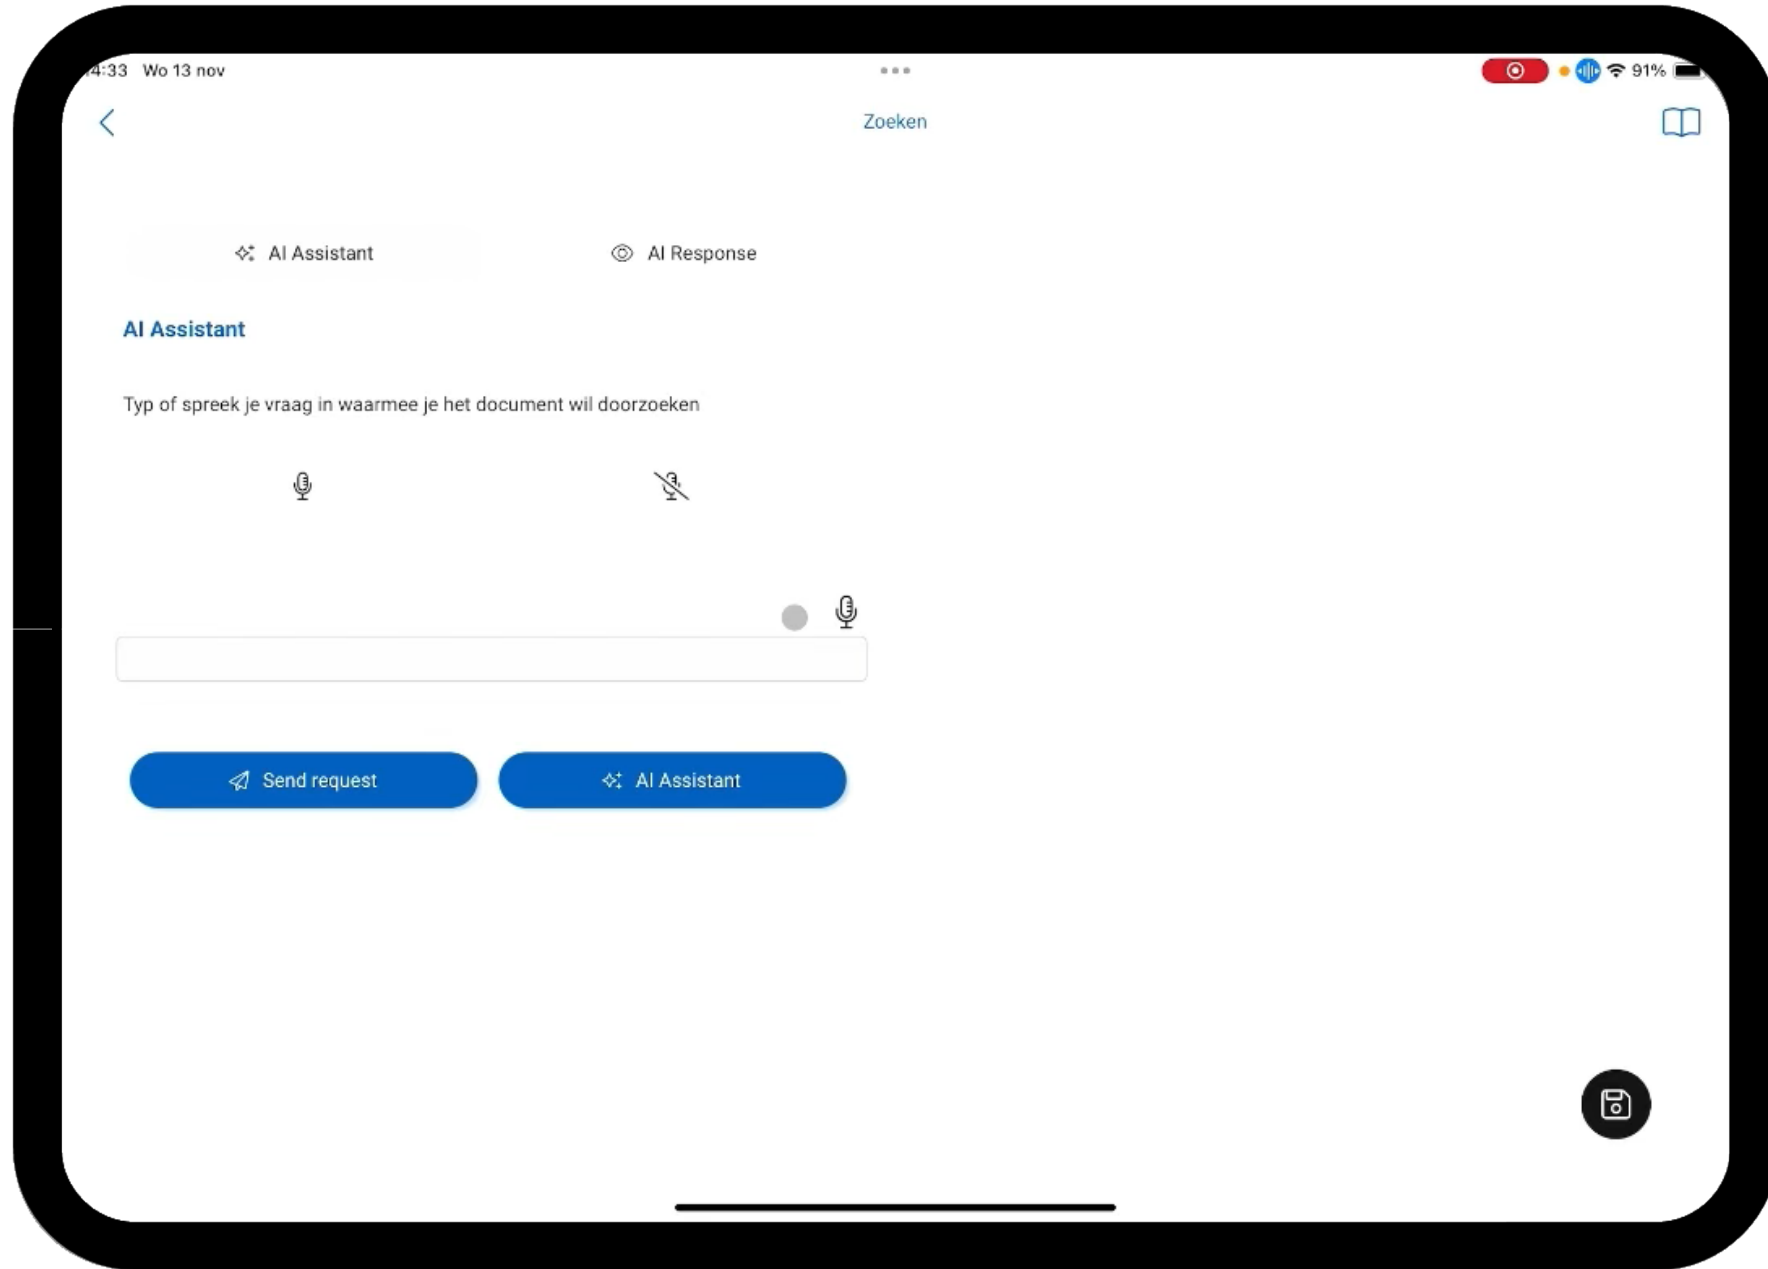 4:33 Wo 13 nov
91%
Zoeken
AI Assistant
AI Response
AI Assistant
Typ of spreek je vraag in waarmee je het document wil doorzoeken
Send request
AI Assistant